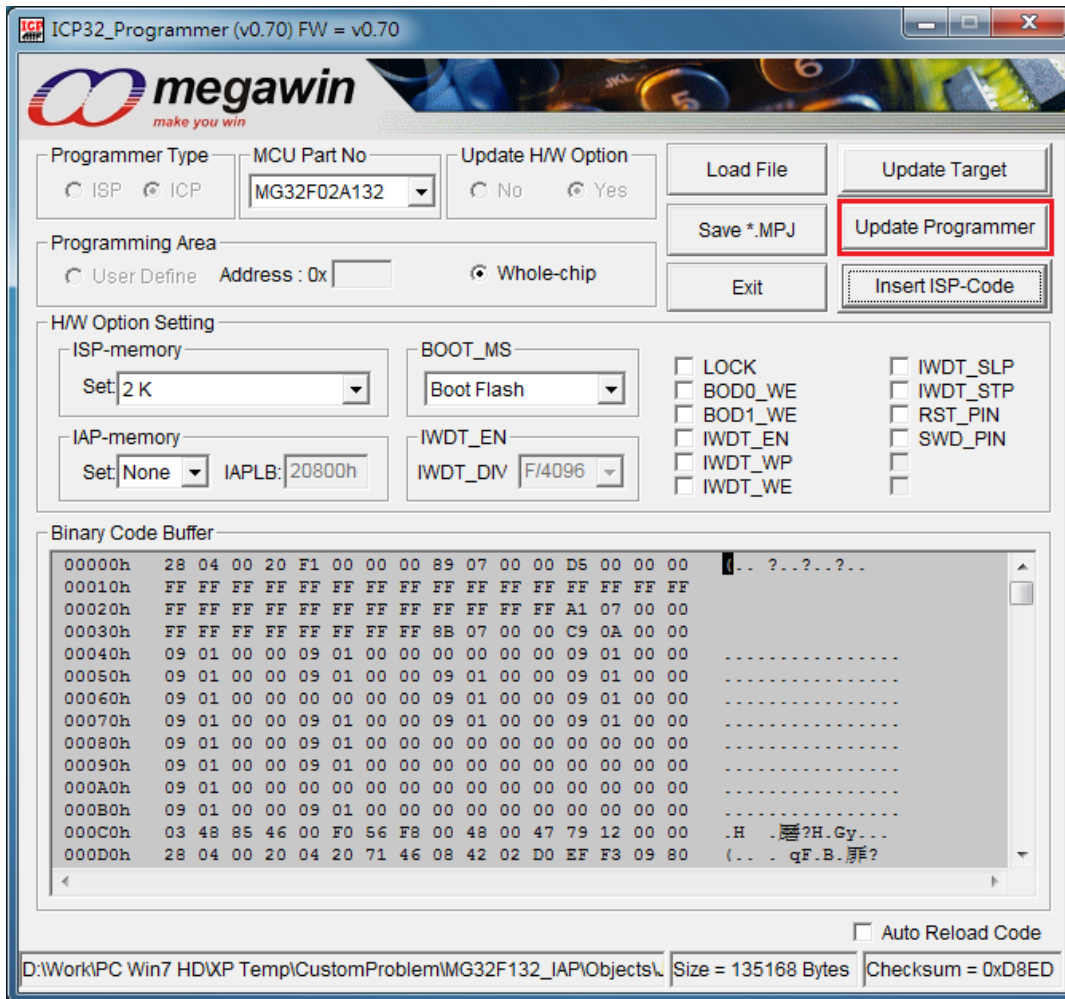 ICP32_Programmer (v0.70) FW = v0.70
megawin
make you win
Programmer Type
ISP ICP
MCU Part No
MG32F02A132
Update H/W Option
No Yes
Load File
Update Target
Save *.MPJ
Update Programmer
Exit
Insert ISP-Code
Programming Area
User Define Address : 0x Whole-chip
H/W Option Setting
ISP-memory
Set: 2 K
BOOT_MS
Boot Flash
IAP-memory
Set: None IAPLB: 20800h
IWDT_EN
IWDT_DIV F/4096
LOCK
BOD0_WE
BOD1_WE
IWDT_EN
IWDT_WP
IWDT_WE
IWDT_SLP
IWDT_STP
RST_PIN
SWD_PIN
Binary Code Buffer
00000h 28 04 00 20 F1 00 00 00 89 07 00 00 D5 00 00 00 (.. ?..?..?..
00010h FF FF FF FF FF FF FF FF FF FF FF FF FF FF FF FF
00020h FF FF FF FF FF FF FF FF FF FF FF FF A1 07 00 00
00030h FF FF FF FF FF FF FF FF 8B 07 00 00 C9 0A 00 00
00040h 09 01 00 00 09 01 00 00 00 00 00 00 09 01 00 00 ................
00050h 09 01 00 00 09 01 00 00 09 01 00 00 09 01 00 00 ................
00060h 09 01 00 00 00 00 00 00 09 01 00 00 09 01 00 00 ................
00070h 09 01 00 00 09 01 00 00 09 01 00 00 09 01 00 00 ................
00080h 09 01 00 00 09 01 00 00 00 00 00 00 00 00 00 00 ................
00090h 09 01 00 00 00 00 00 00 00 00 00 00 00 00 00 00 ................
000A0h 09 01 00 00 00 00 00 00 00 00 00 00 00 00 00 00 ................
000B0h 09 01 00 00 09 01 00 00 00 00 00 00 00 00 00 00 ................
000C0h 03 48 85 46 00 F0 56 F8 00 48 00 47 79 12 00 00 .H .?H.Gy...
000D0h 28 04 00 20 04 20 71 46 08 42 02 D0 EF F3 09 80 (.. . qF.B.?
Auto Reload Code
D:\Work\PC Win7 HD\XP Temp\CustomProblem\MG32F132_IAP\Objects\
Size = 135168 Bytes
Checksum = 0xD8ED